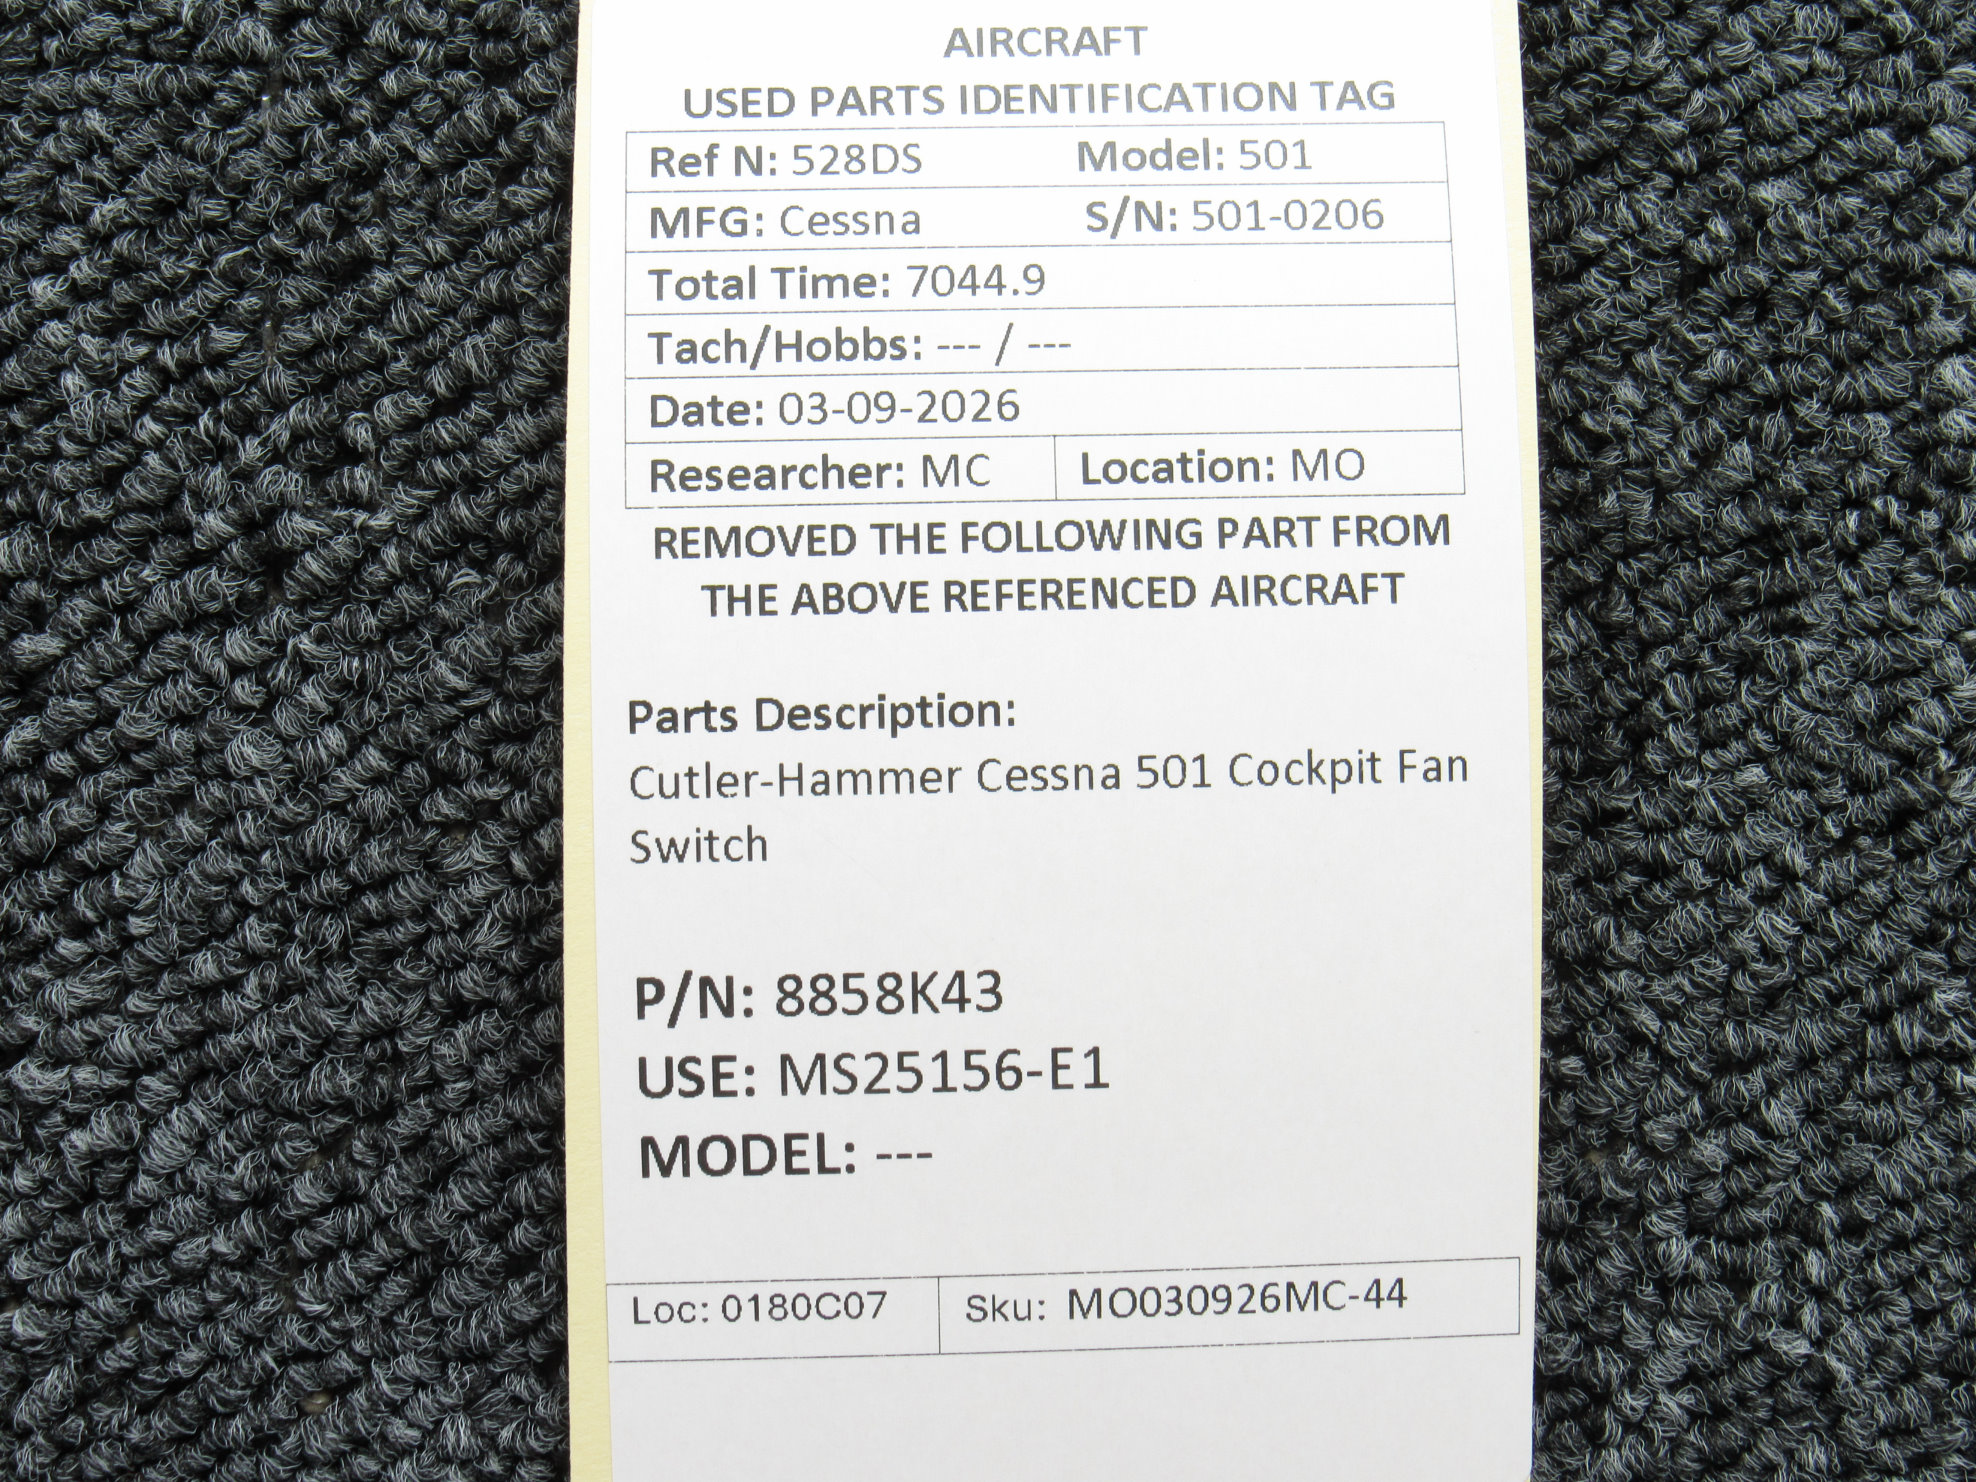 AIRCRAFT
USED PARTS IDENTIFICATION TAG
Ref N: 528DS Model: 501
MFG: Cessna S/N: 501-0206
Total Time: 7044.9
Tach/Hobbs: --- / ---
Date: 03-09-2026
Researcher: MC Location: MO
REMOVED THE FOLLOWING PART FROM
THE ABOVE REFERENCED AIRCRAFT
Parts Description:
Cutler-Hammer Cessna 501 Cockpit Fan
Switch
P/N: 8858K43
USE: MS25156-E1
MODEL: ---
Loc: 0180C07 Sku: MO030926MC-44